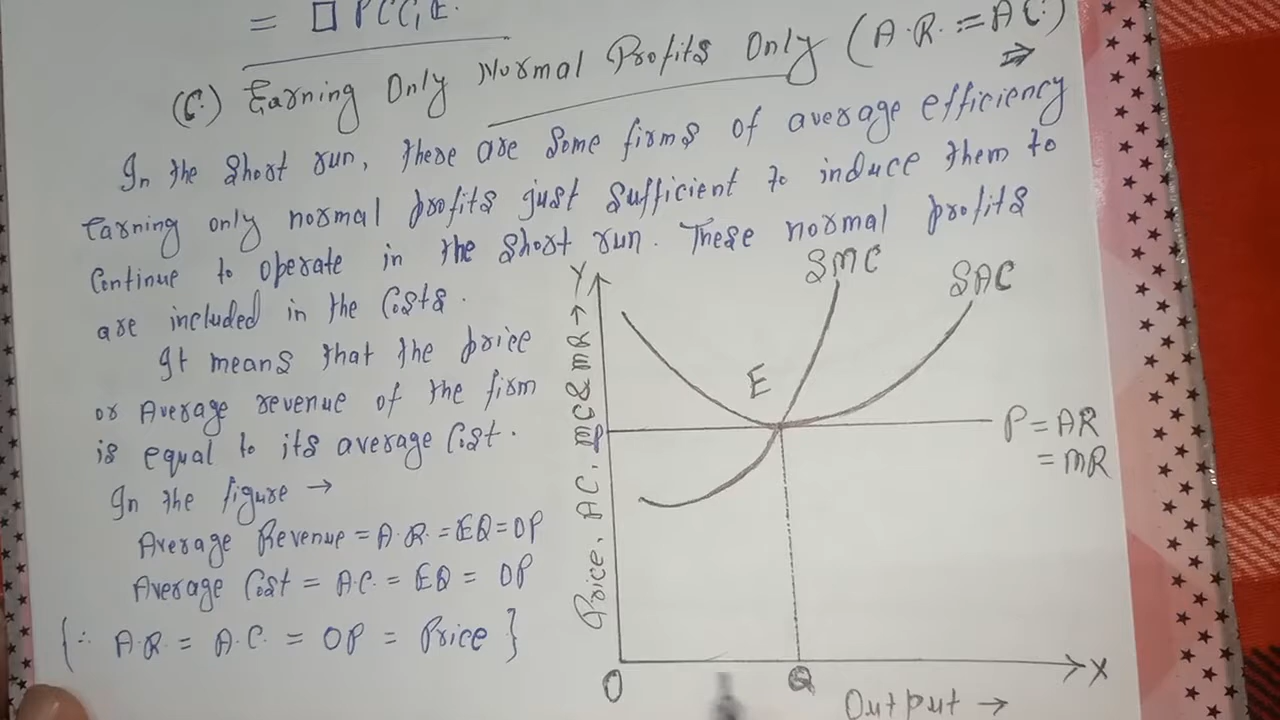 = □ PCC₁E.
(C.) Earning Only Normal Profits Only (A.R. = AC.)
⇒
In the Short run, there are Some firms of average efficiency
Earning only normal profits just Sufficient to induce them to
Continue to Operate in the Short run. These normal profits
are included in the Costs.
It means that the price
or Average revenue of the firm
is equal to its average Cost.
In the figure →
Average Revenue = A.R. = EQ = OP
Average Cost = A.C. = EQ = OP
{∴ A.R. = A.C. = OP = Price}
Y
SMC
SAC
E
P = AR
= MR
Price, AC,
O
Q
X
Output →